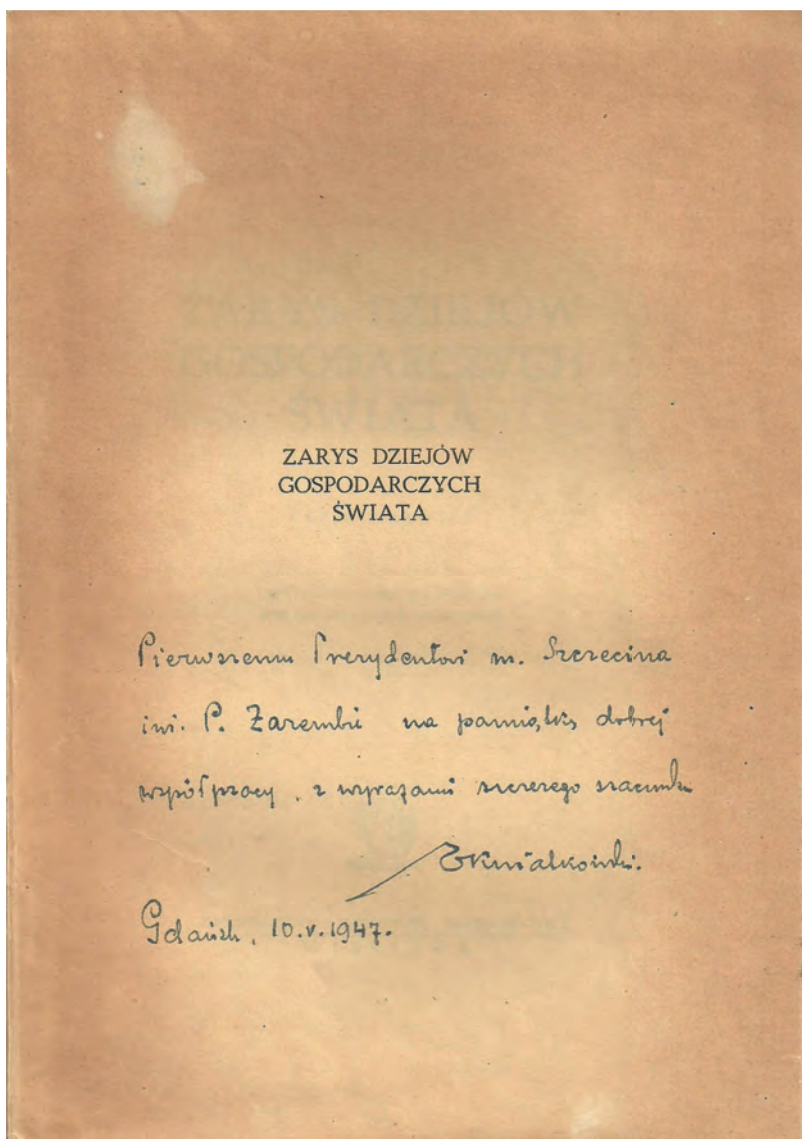 ZARYS DZIEJÓW
GOSPODARCZYCH
ŚWIATA
Pierwszemu Prezydentowi m. Szczecina
inż. P. Zarembie na pamiątkę dobrej
współpracy, z wyrazami szczerego szacunku
EKwiatkowski.
Gdańsk, 10.V.1947.